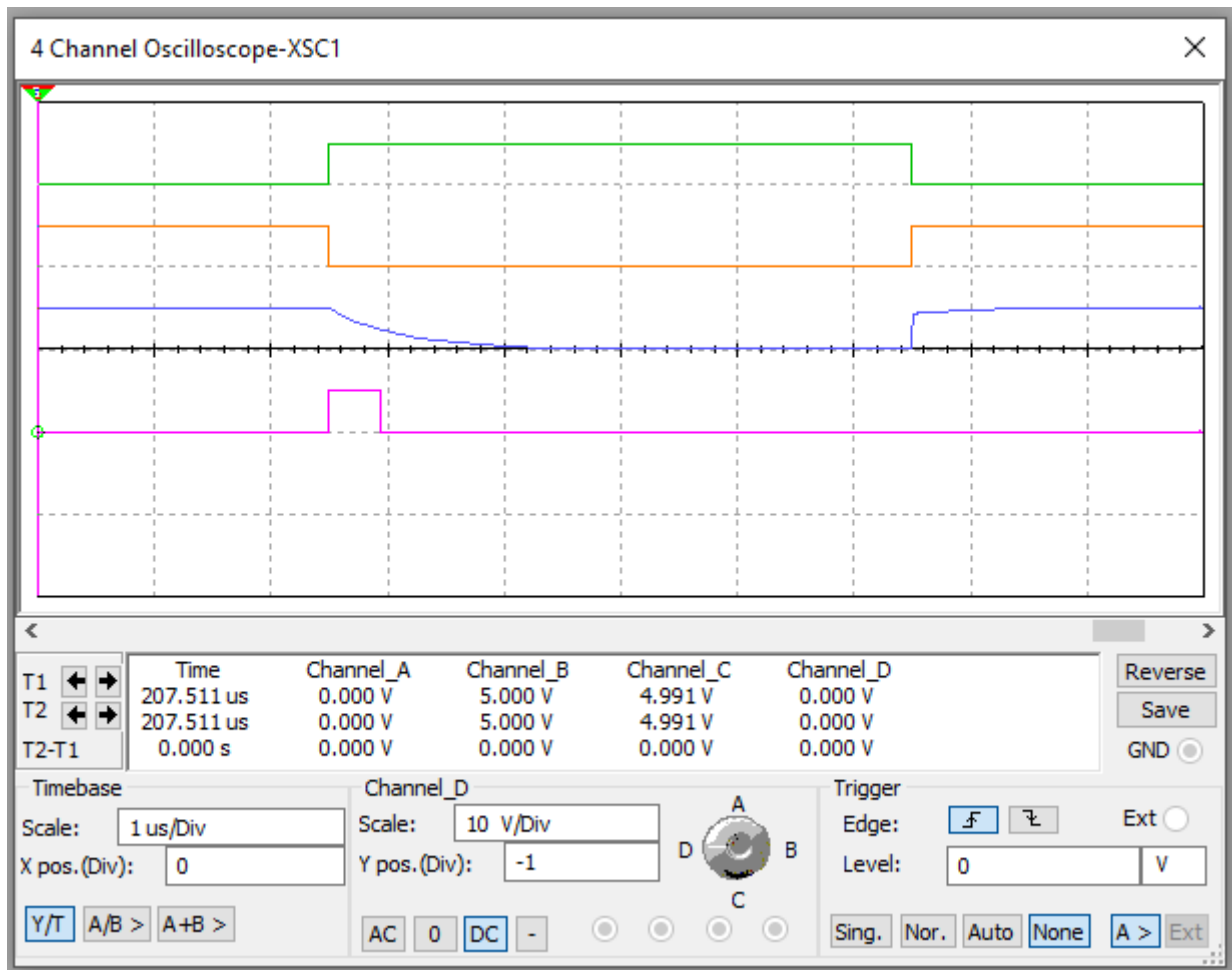 4 Channel Oscilloscope-XSC1
T1
T2
T2-T1
Time Channel_A Channel_B Channel_C Channel_D
207.511 us 0.000 V 5.000 V 4.991 V 0.000 V
207.511 us 0.000 V 5.000 V 4.991 V 0.000 V
0.000 s 0.000 V 0.000 V 0.000 V 0.000 V
Reverse
Save
GND
Timebase
Scale: 1 us/Div
X pos.(Div): 0
Y/T A/B > A+B >
Channel_D
Scale: 10 V/Div
Y pos.(Div): -1
AC 0 DC -
A
D B
C
Trigger
Edge: Ext
Level: 0 V
Sing. Nor. Auto None A > Ext